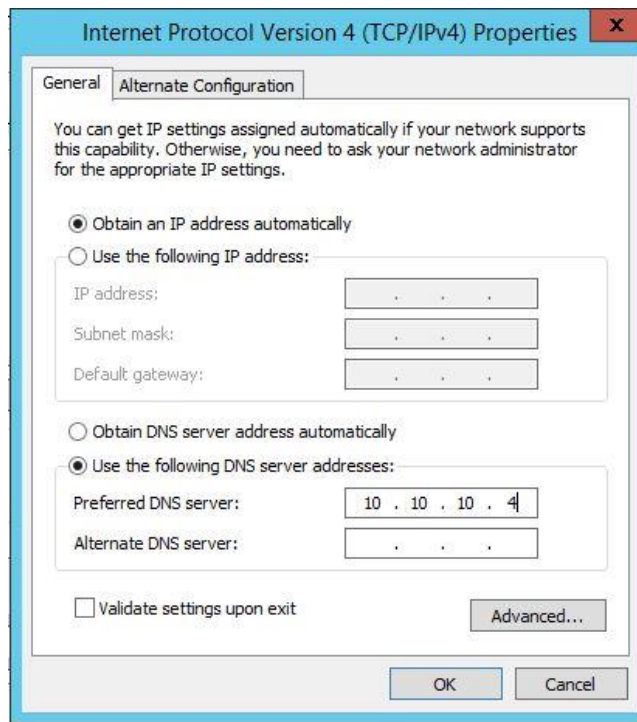 Internet Protocol Version 4 (TCP/IPv4) Properties
x
General
Alternate Configuration
You can get IP settings assigned automatically if your network supports
this capability. Otherwise, you need to ask your network administrator
for the appropriate IP settings.
Obtain an IP address automatically
Use the following IP address:
IP address:
. . .
Subnet mask:
. . .
Default gateway:
. . .
Obtain DNS server address automatically
Use the following DNS server addresses:
Preferred DNS server:
10 . 10 . 10 . 4
Alternate DNS server:
. . .
Validate settings upon exit
Advanced...
OK
Cancel